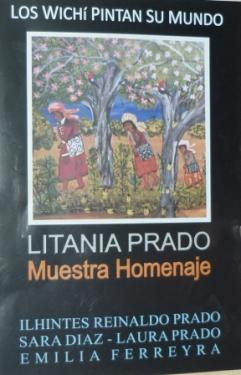 LOS WICHÍ PINTAN SU MUNDO
LITANIA PRADO
Muestra Homenaje
ILHINTES REINALDO PRADO
SARA DIAZ - LAURA PRADO
EMILIA FERREYRA